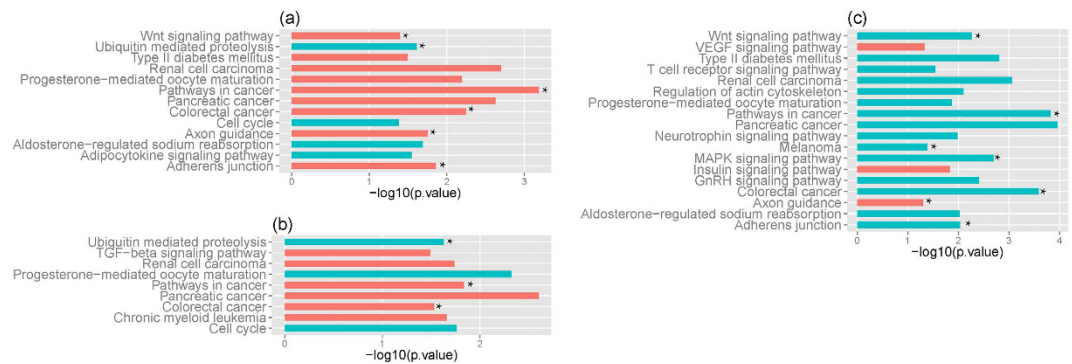 (a)
Wnt signaling pathway *
Ubiquitin mediated proteolysis *
Type II diabetes mellitus
Renal cell carcinoma
Progesterone−mediated oocyte maturation
Pathways in cancer *
Pancreatic cancer
Colorectal cancer *
Cell cycle
Axon guidance *
Aldosterone−regulated sodium reabsorption
Adipocytokine signaling pathway
Adherens junction *
0 1 2 3
−log10(p.value)
(b)
Ubiquitin mediated proteolysis *
TGF−beta signaling pathway
Renal cell carcinoma
Progesterone−mediated oocyte maturation
Pathways in cancer *
Pancreatic cancer
Colorectal cancer *
Chronic myeloid leukemia
Cell cycle
0 1 2
−log10(p.value)
(c)
Wnt signaling pathway *
VEGF signaling pathway
Type II diabetes mellitus
T cell receptor signaling pathway
Renal cell carcinoma
Regulation of actin cytoskeleton
Progesterone−mediated oocyte maturation
Pathways in cancer *
Pancreatic cancer
Neurotrophin signaling pathway
Melanoma *
MAPK signaling pathway *
Insulin signaling pathway
GnRH signaling pathway
Colorectal cancer *
Axon guidance *
Aldosterone−regulated sodium reabsorption
Adherens junction *
0 1 2 3 4
−log10(p.value)